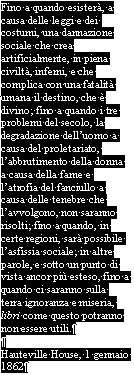 Fino a quando esisterà, a
causa delle leggi e dei
costumi, una dannazione
sociale che crea
artificialmente, in piena
civiltà, inferni, e che
complica con una fatalità
umana il destino, che è
divino; fino a quando i tre
problemi del secolo, la
degradazione dell'uomo a
causa del proletariato,
l'abbrutimento della donna
a causa della fame e
l'atrofia del fanciullo a
causa delle tenebre che
l'avvolgono, non saranno
risolti; fino a quando, in
certe regioni, sarà possibile
l'asfissia sociale; in altre
parole, e sotto un punto di
vista ancor più esteso, fino a
quando ci saranno sulla
terra ignoranza e miseria,
libri come questo potranno
non essere utili.¶
¶
Hauteville House, 1 gennaio
1862¶